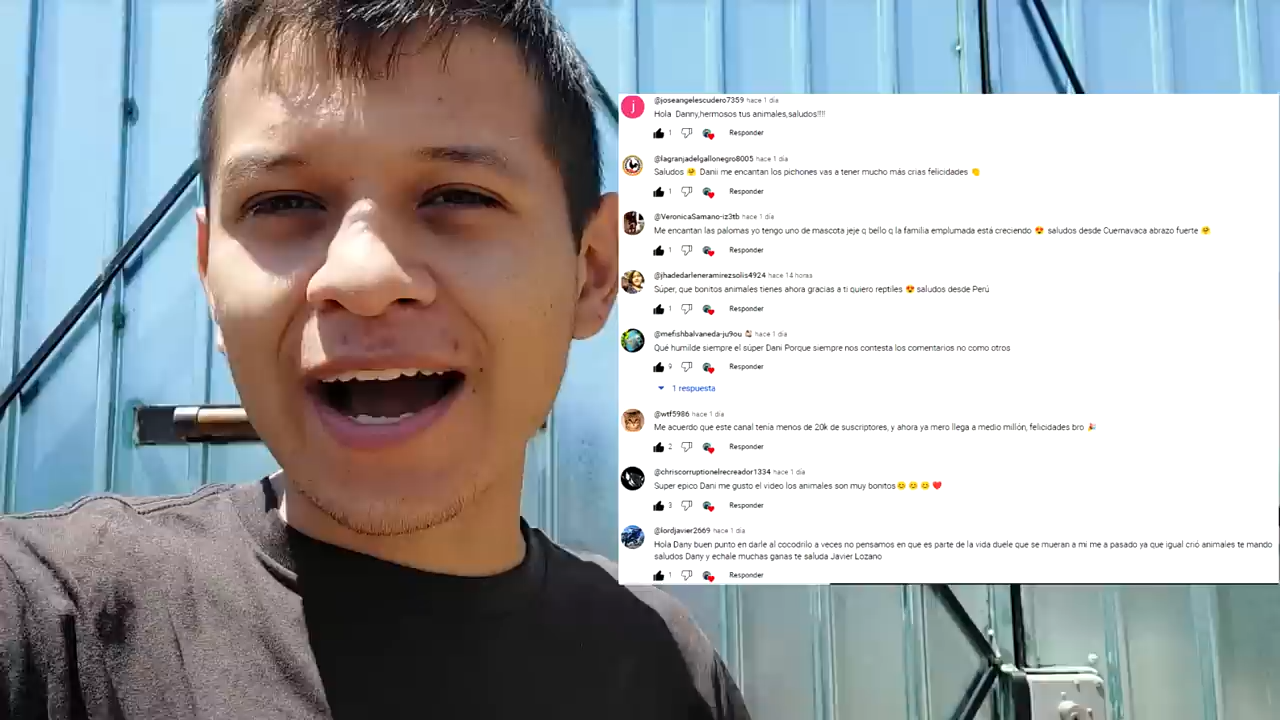 @joseangelescudero7359 hace 1 día
Hola Danny,hermosos tus animales,saludos!!!!
1 Responder
@lagranjadelgallonegro8005 hace 1 día
Saludos 🤗 Danii me encantan los pichones vas a tener mucho más crias felicidades 👏
1 Responder
@VeronicaSamano-iz3tb hace 1 día
Me encantan las palomas yo tengo uno de mascota jeje q bello q la familia emplumada está creciendo 😍 saludos desde Cuernavaca abrazo fuerte 🤗
1 Responder
@jhadedarleneramirezsolis4924 hace 14 horas
Súper, que bonitos animales tienes ahora gracias a ti quiero reptiles 😍 saludos desde Perú
1 Responder
@mefishbalvaneda-ju9ou hace 1 día
Qué humilde siempre el súper Dani Porque siempre nos contesta los comentarios no como otros
9 Responder
1 respuesta
@wtf5986 hace 1 día
Me acuerdo que este canal tenía menos de 20k de suscriptores, y ahora ya mero llega a medio millón, felicidades bro 🎉
2 Responder
@chriscorruptionelrecreador1334 hace 1 día
Super epico Dani me gusto el video los animales son muy bonitos😊 😊 😊 ❤️
3 Responder
@lordjavier2669 hace 1 día
Hola Dany buen punto en darle al cocodrilo a veces no pensamos en que es parte de la vida duele que se mueran a mi me a pasado ya que igual crió animales te mando
saludos Dany y echale muchas ganas te saluda Javier Lozano
1 Responder